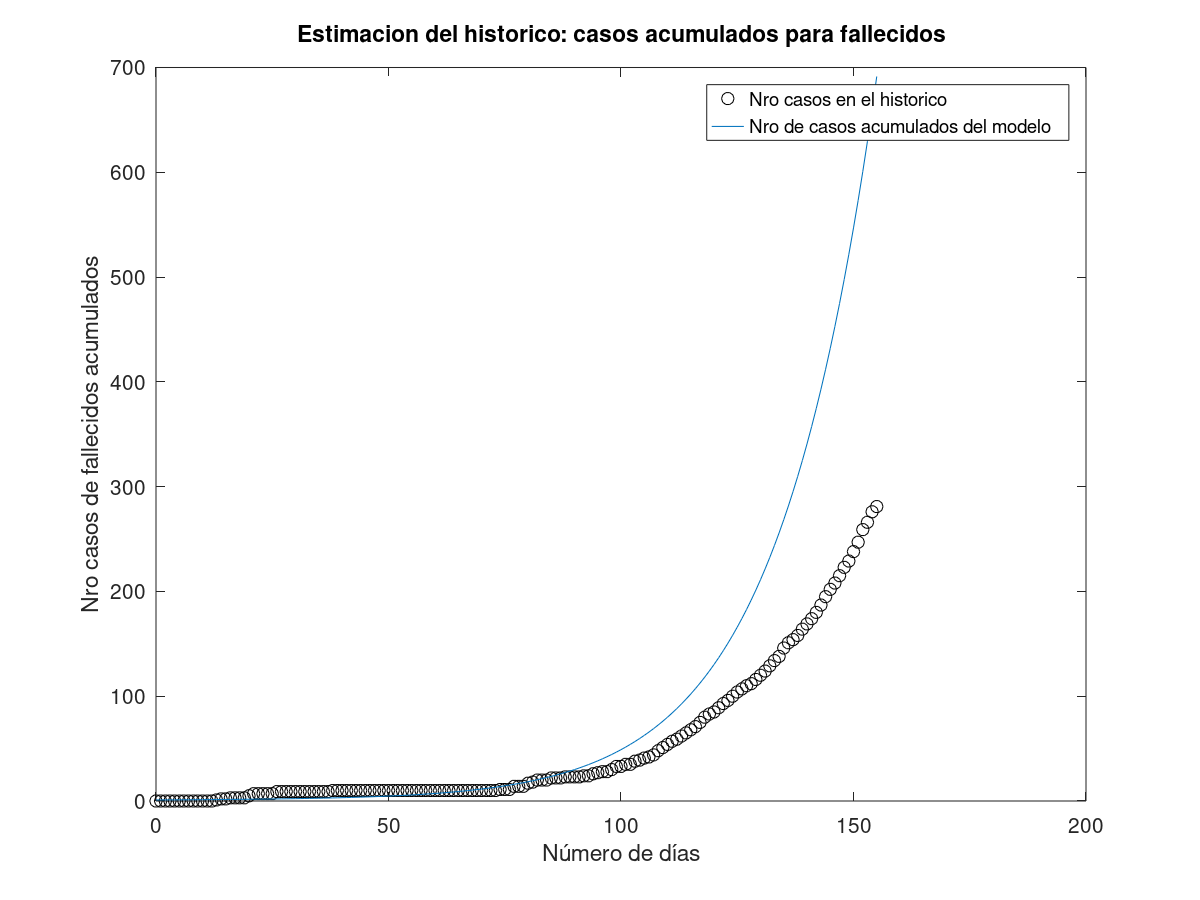 Estimacion del historico: casos acumulados para fallecidos
Nro casos en el historico
Nro de casos acumulados del modelo
Nro casos de fallecidos acumulados
700
600
500
400
300
200
100
0
0
50
100
150
200
Número de días